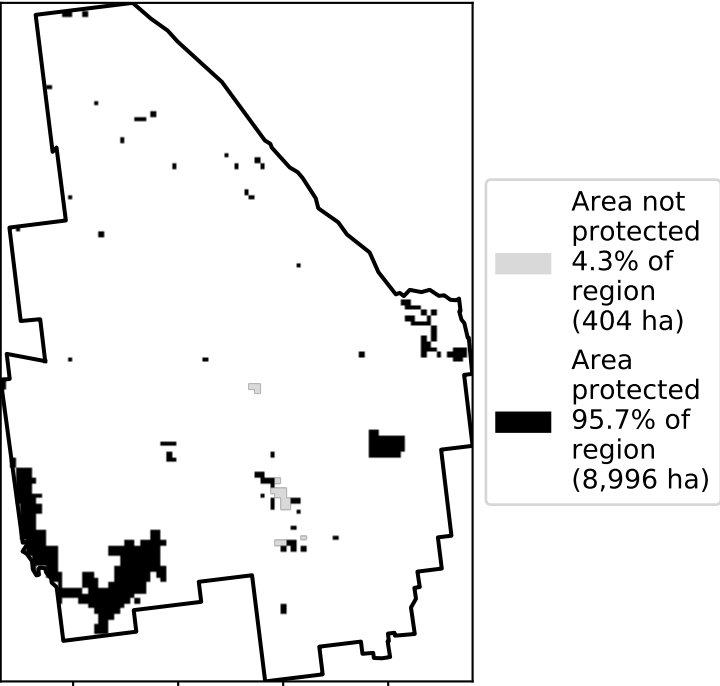 Area not
protected
4.3% of
region
(404 ha)
Area
protected
95.7% of
region
(8,996 ha)